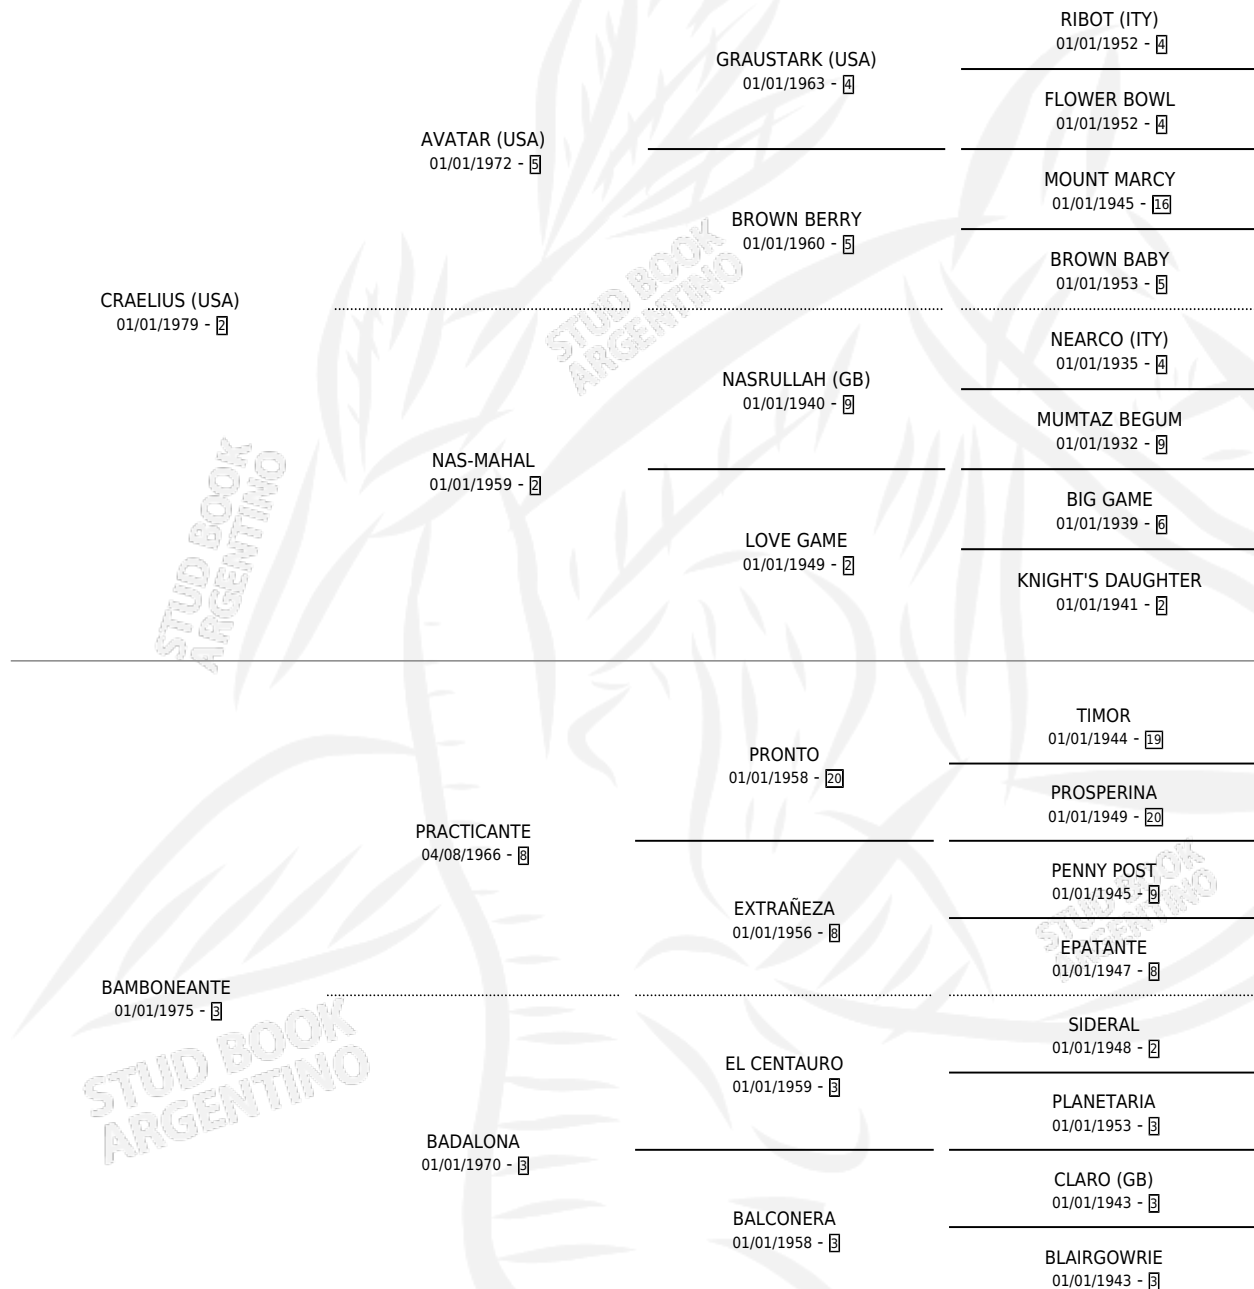 RIBOT (ITY)
01/01/1952 - 4
GRAUSTARK (USA)
01/01/1963 - 4
FLOWER BOWL
01/01/1952 - 4
AVATAR (USA)
01/01/1972 - 5
MOUNT MARCY
01/01/1945 - 16
BROWN BERRY
01/01/1960 - 5
BROWN BABY
01/01/1953 - 5
CRAELIUS (USA)
01/01/1979 - 2
NEARCO (ITY)
01/01/1935 - 4
NASRULLAH (GB)
01/01/1940 - 9
MUMTAZ BEGUM
01/01/1932 - 9
NAS-MAHAL
01/01/1959 - 2
BIG GAME
01/01/1939 - 6
LOVE GAME
01/01/1949 - 2
KNIGHT'S DAUGHTER
01/01/1941 - 2
TIMOR
01/01/1944 - 19
PRONTO
01/01/1958 - 20
PROSPERINA
01/01/1949 - 20
PRACTICANTE
04/08/1966 - 8
PENNY POST
01/01/1945 - 9
EXTRAÑEZA
01/01/1956 - 8
EPATANTE
01/01/1947 - 8
BAMBONEANTE
01/01/1975 - 3
SIDERAL
01/01/1948 - 2
EL CENTAURO
01/01/1959 - 3
PLANETARIA
01/01/1953 - 3
BADALONA
01/01/1970 - 3
CLARO (GB)
01/01/1943 - 3
BALCONERA
01/01/1958 - 3
BLAIRGOWRIE
01/01/1943 - 3
STUD BOOK
ARGENTINO
STUD BOOK
ARGENTINO
STUD BOOK
ARGENTINO
STUD BOOK
ARGENTINO